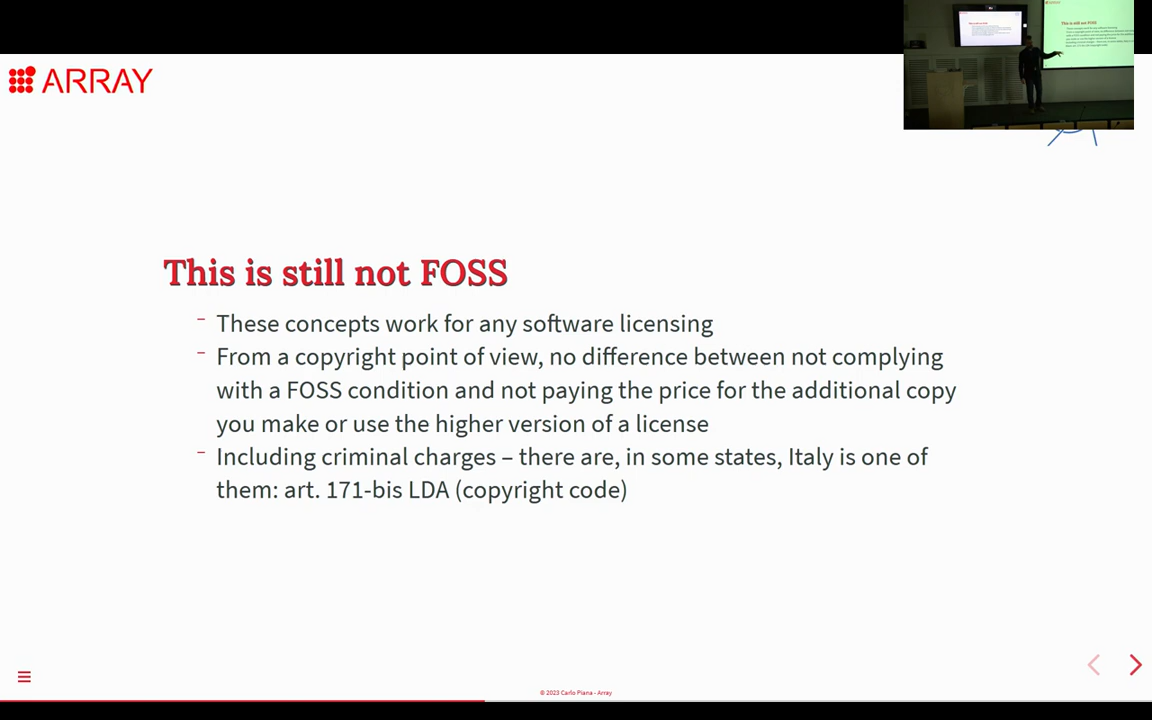 ARRAY
This is still not FOSS
These concepts work for any software licensing
From a copyright point of view, no difference between not complying
with a FOSS condition and not paying the price for the additional copy
you make or use the higher version of a license
Including criminal charges – there are, in some states, Italy is one of
them: art. 171-bis LDA (copyright code)
© 2023 Carlo Piana - Array